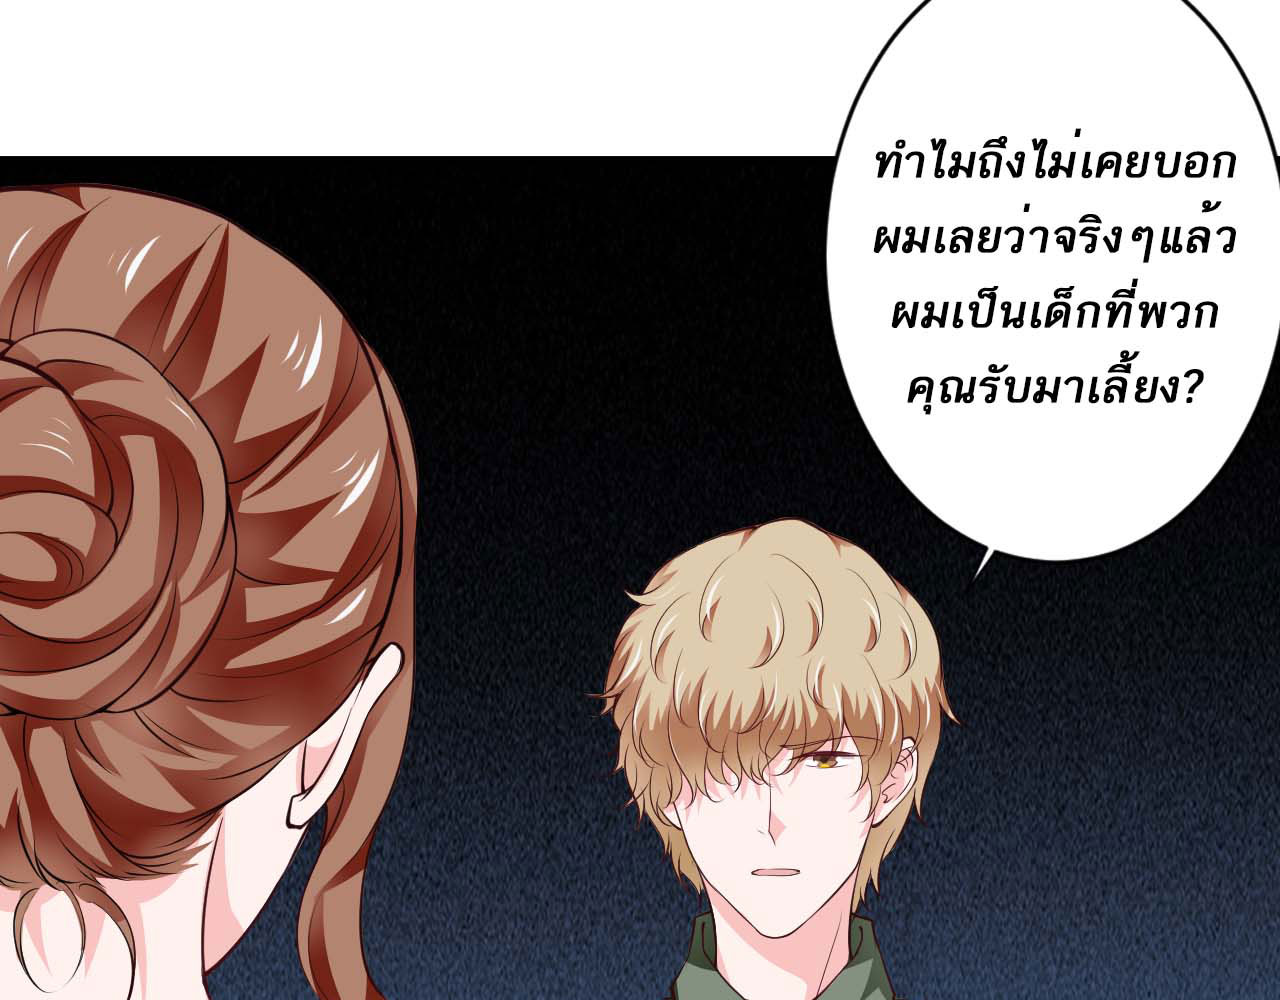 ทำไมถึงไม่เคยบอก
ผมเลยว่าจริงๆแล้ว
ผมเป็นเด็กที่พวก
คุณรับมาเลี้ยง?